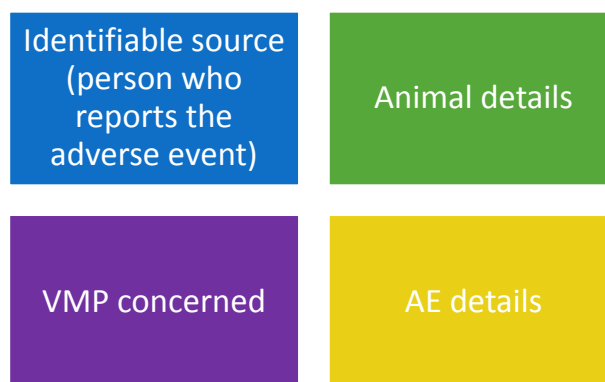 Identifiable source
(person who
reports the
adverse event)
Animal details
VMP concerned
AE details